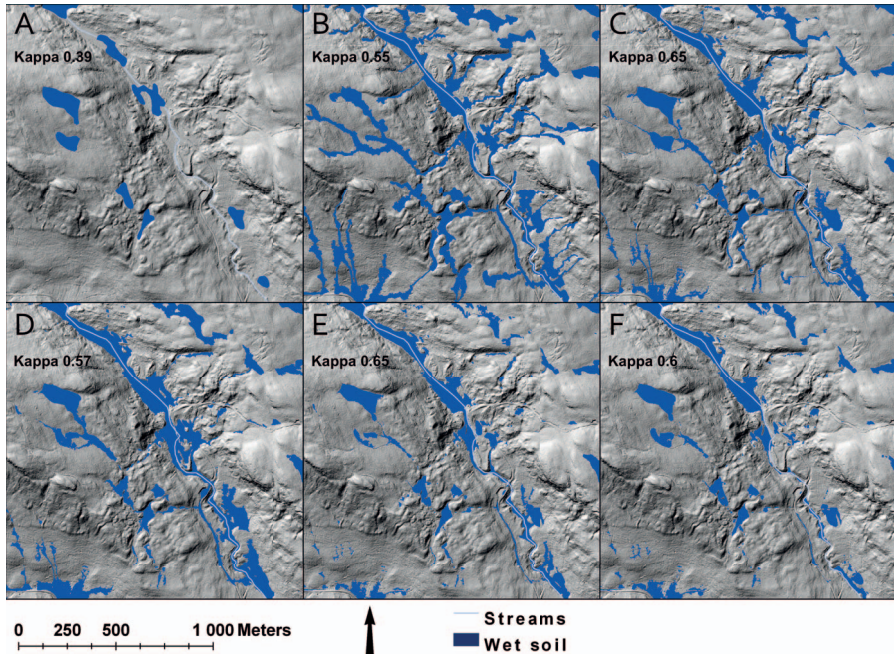 A
Kappa 0.39
B
Kappa 0.55
C
Kappa 0.65
D
Kappa 0.57
E
Kappa 0.65
F
Kappa 0.6
0 250 500 1 000 Meters
Streams
Wet soil